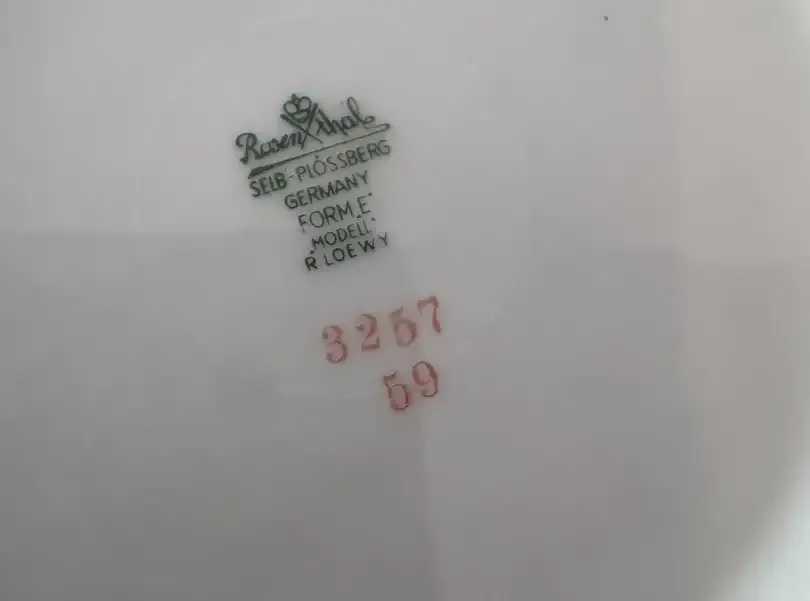 Rosenthal
SELB-PLÖSSBERG
GERMANY
FORM.E"
MODELL
R LOEWY
3257
59